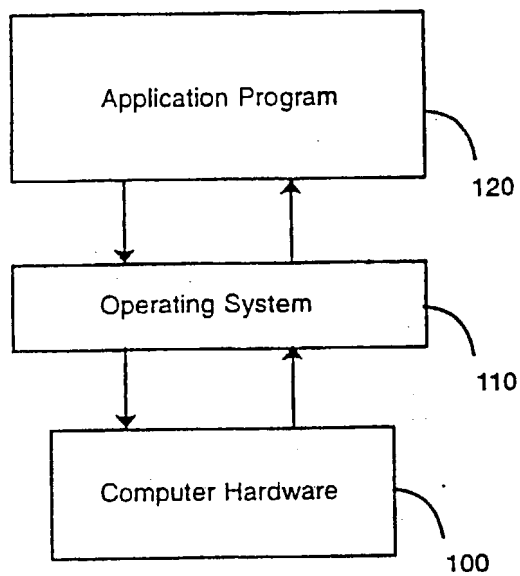 Application Program
120
Operating System
110
Computer Hardware
100